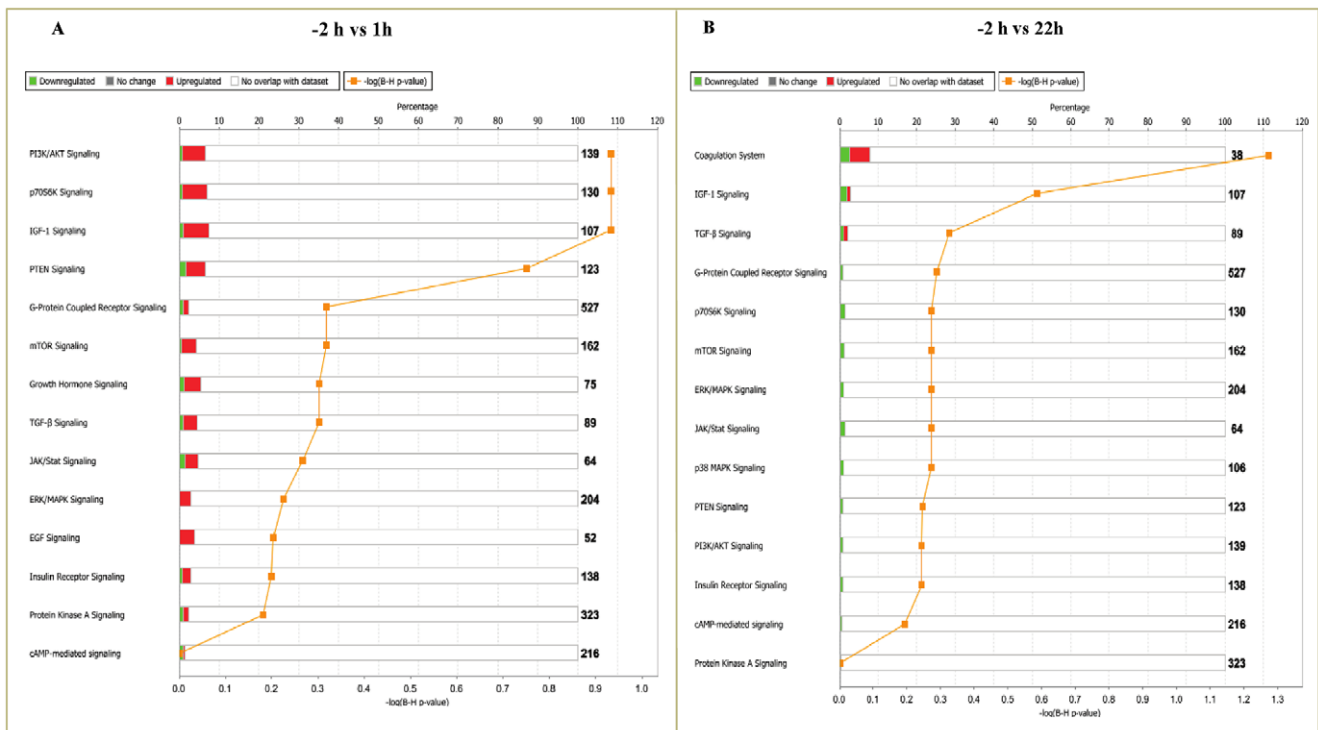 A
-2 h vs 1h
Downregulated No change Upregulated No overlap with dataset -log(B-H p-value)
Percentage
0 10 20 30 40 50 60 70 80 90 100 110 120
PI3K/AKT Signaling 139
p70S6K Signaling 130
IGF-1 Signaling 107
PTEN Signaling 123
G-Protein Coupled Receptor Signaling 527
mTOR Signaling 162
Growth Hormone Signaling 75
TGF-β Signaling 89
JAK/Stat Signaling 64
ERK/MAPK Signaling 204
EGF Signaling 52
Insulin Receptor Signaling 138
Protein Kinase A Signaling 323
cAMP-mediated signaling 216
0.0 0.1 0.2 0.3 0.4 0.5 0.6 0.7 0.8 0.9 1.0
-log(B-H p-value)
B
-2 h vs 22h
Downregulated No change Upregulated No overlap with dataset -log(B-H p-value)
Percentage
0 10 20 30 40 50 60 70 80 90 100 110 120
Coagulation System 38
IGF-1 Signaling 107
TGF-β Signaling 89
G-Protein Coupled Receptor Signaling 527
p70S6K Signaling 130
mTOR Signaling 162
ERK/MAPK Signaling 204
JAK/Stat Signaling 64
p38 MAPK Signaling 106
PTEN Signaling 123
PI3K/AKT Signaling 139
Insulin Receptor Signaling 138
cAMP-mediated signaling 216
Protein Kinase A Signaling 323
0.0 0.1 0.2 0.3 0.4 0.5 0.6 0.7 0.8 0.9 1.0 1.1 1.2 1.3
-log(B-H p-value)